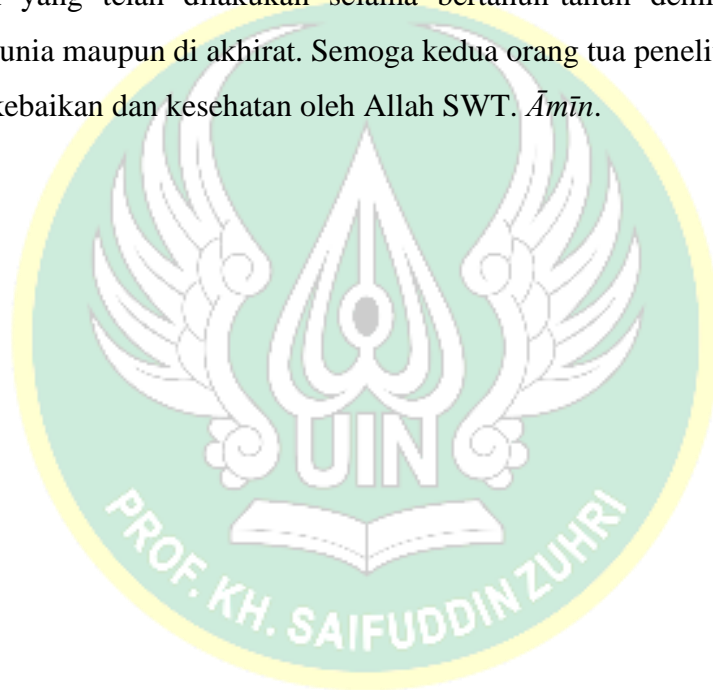 yang telah dilakukan selama bertahun-tahun
unia maupun di akhirat. Semoga kedua orang tua peneli
kebaikan dan kesehatan oleh Allah SWT. Āmīn.
UIN
PROF. KH. SAIFUDDIN ZUHRI